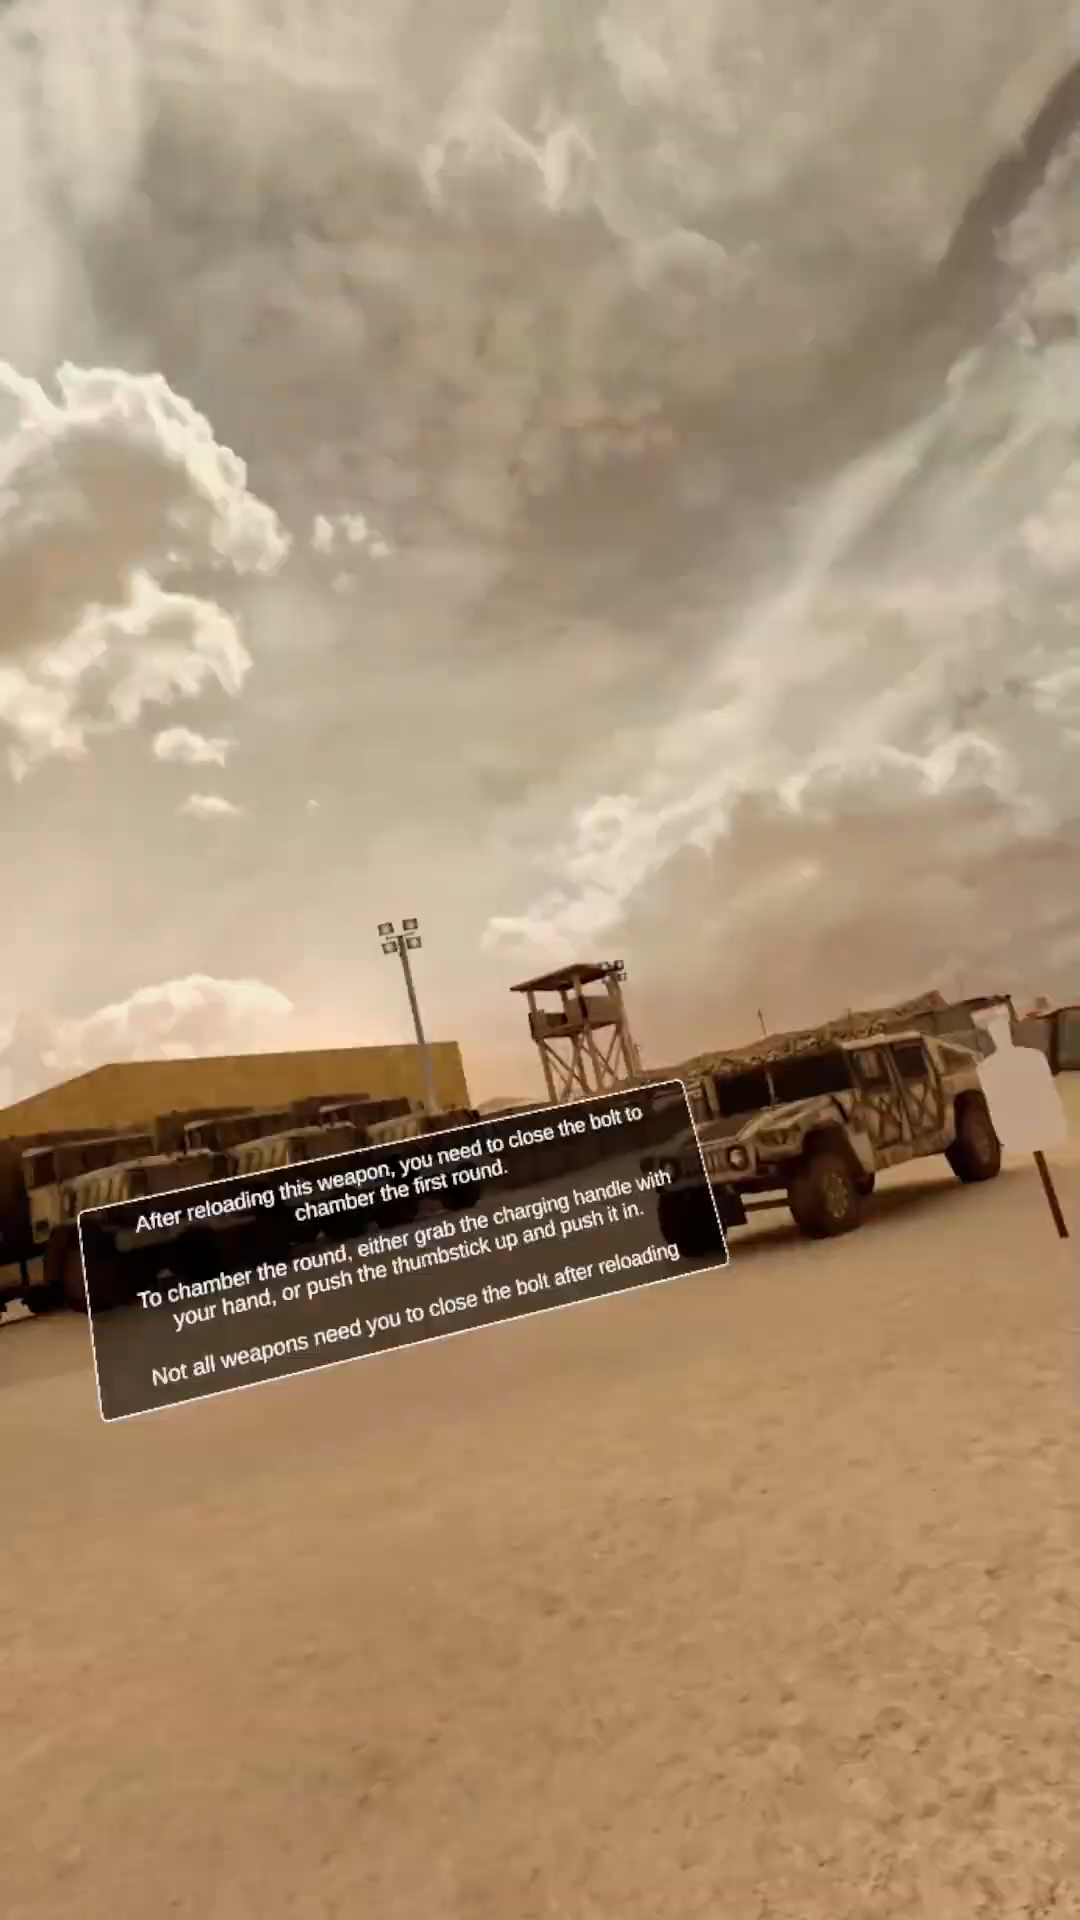 After reloading this weapon, you need to close the bolt to
chamber the first round.
To chamber the round, either grab the charging handle with
your hand, or push the thumbstick up and push it in.
Not all weapons need you to close the bolt after reloading